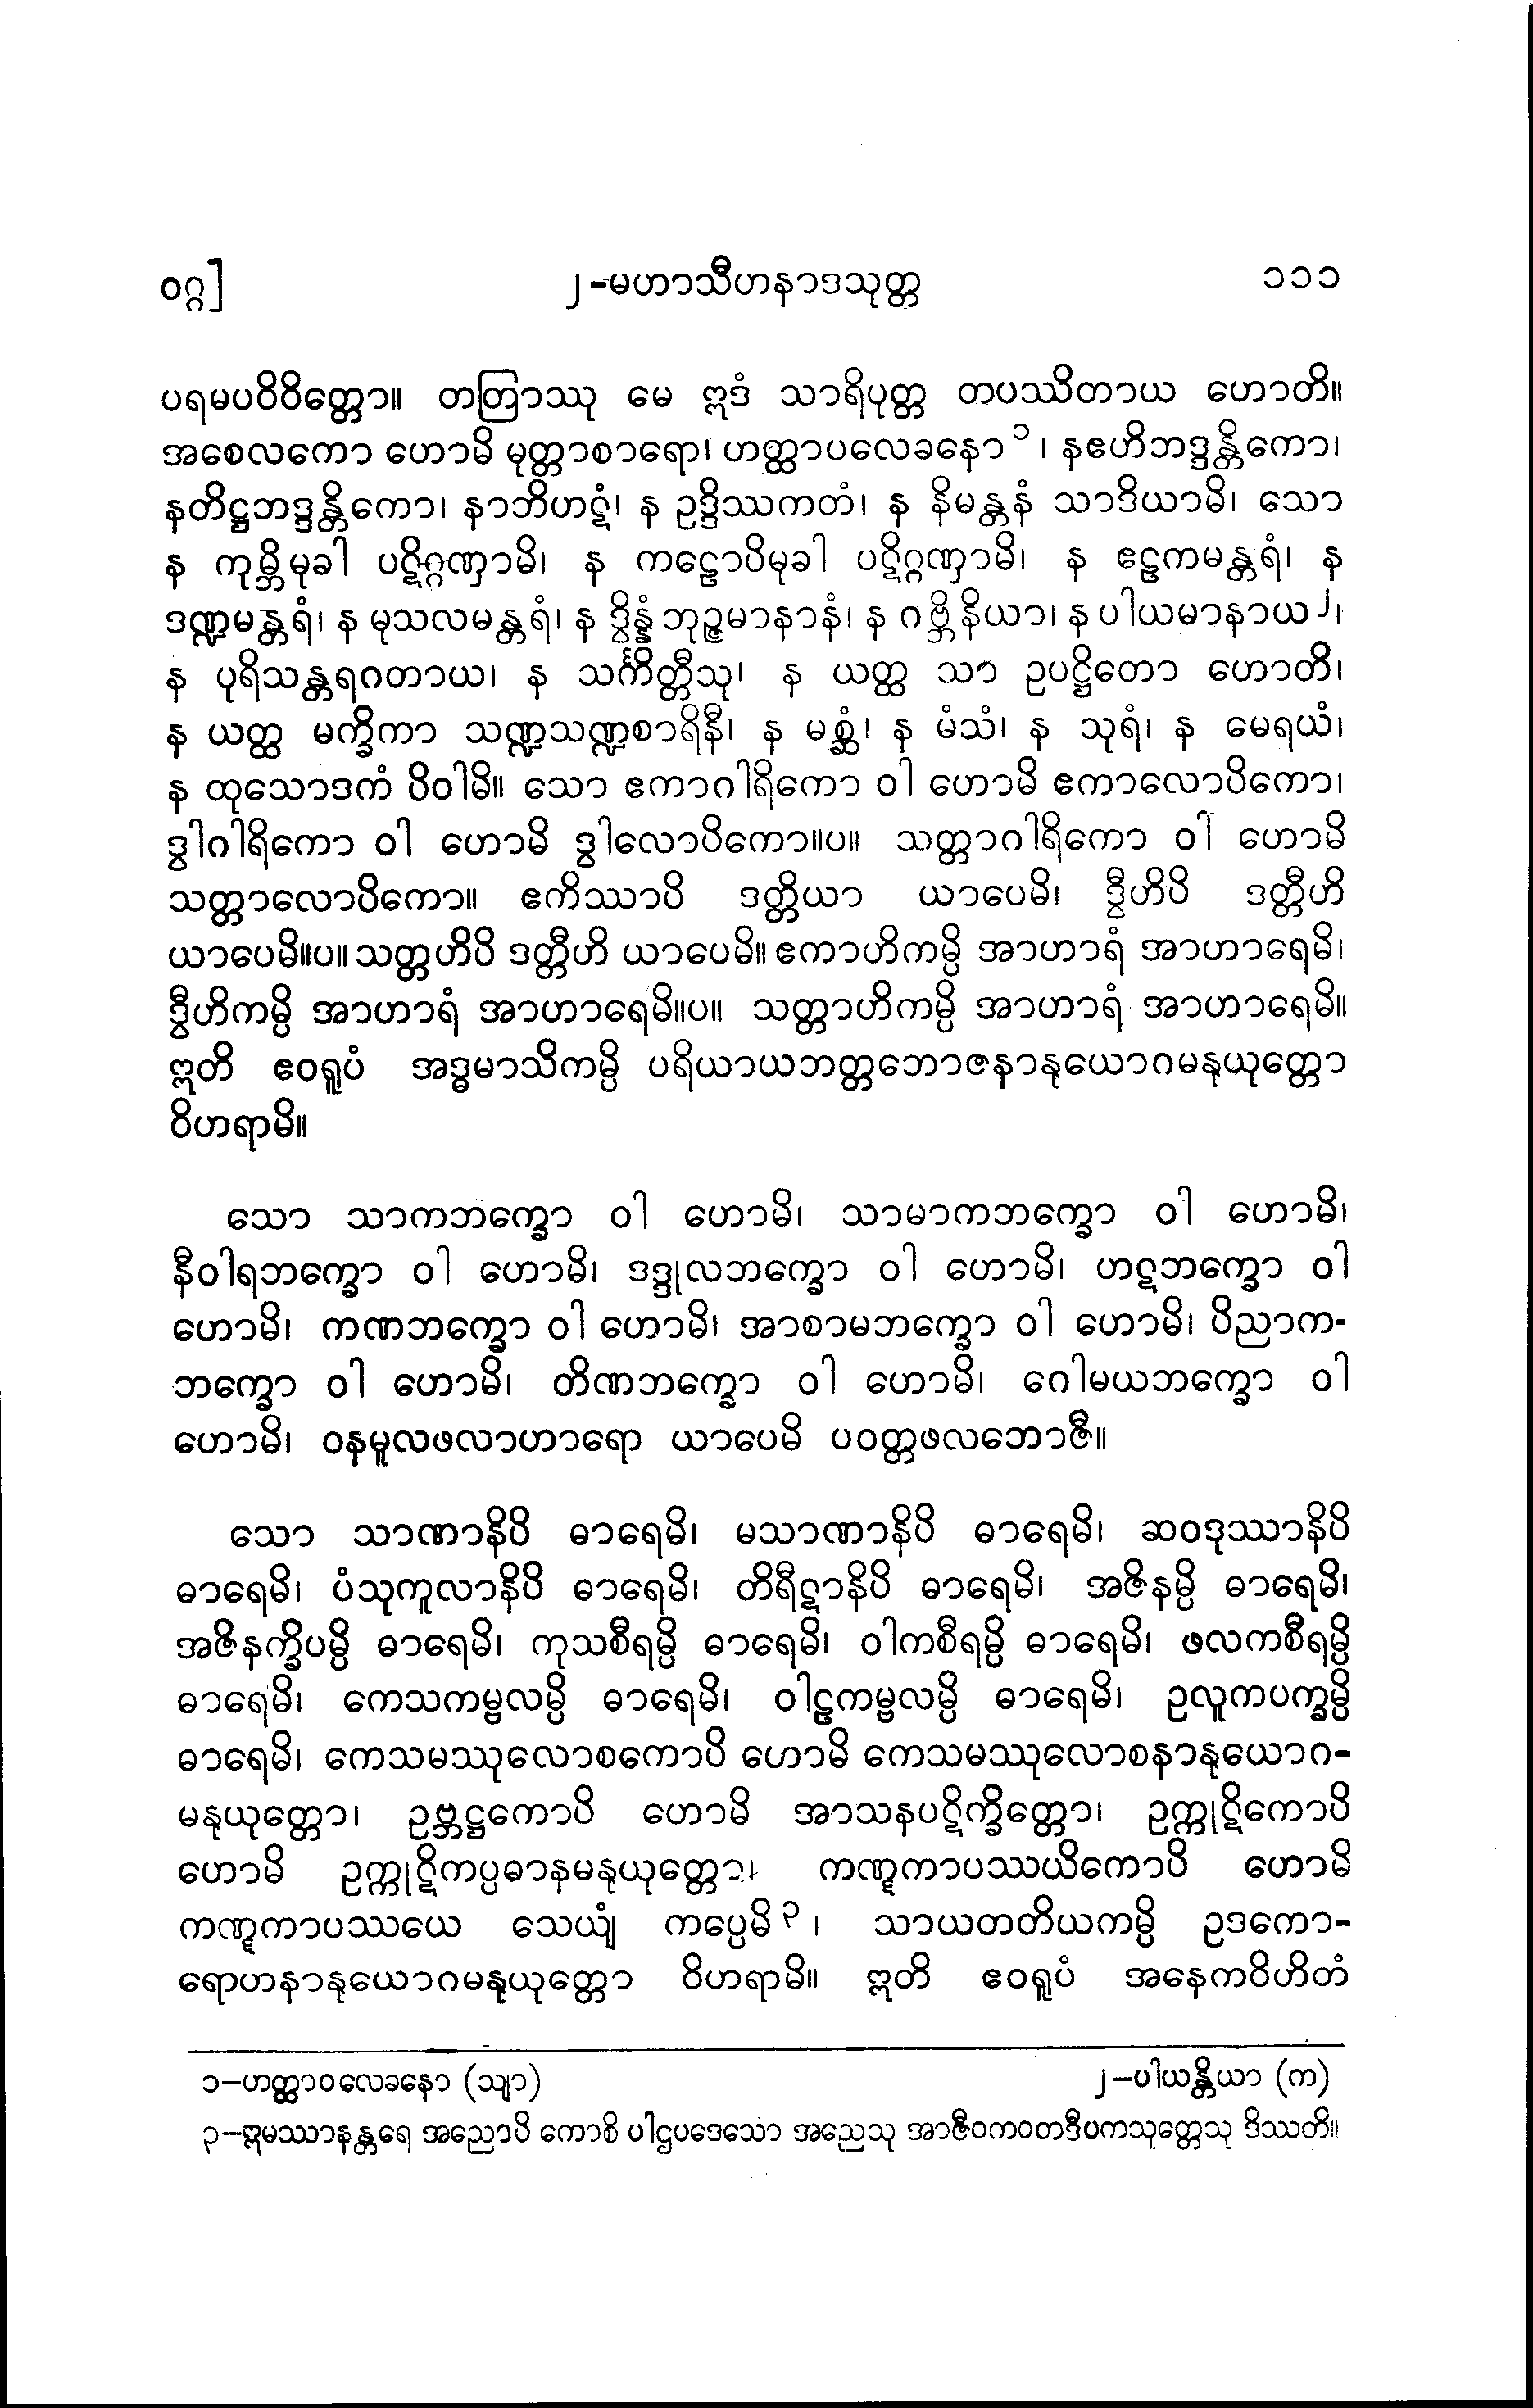 ဝဂ္ဂ] ၂-မဟာသီဟနာဒသုတ္တ ၁၁၁
ပရမပဝိဝိတ္တော။ တတြာဿု မေ ဣဒံ သာရိပုတ္တ တပဿိတာယ ဟောတိ။
အစေလကော ဟောမိ မုတ္တာစာရော၊ ဟတ္ထာပလေခနော ၁၊ နဧဟိဘဒ္ဒန္တိကော၊
နတိဋ္ဌဘဒ္ဒန္တိကော၊ နာဘိဟဋံ၊ န ဥဒ္ဒိဿကတံ၊ န နိမန္တနံ သာဒိယာမိ၊ သော
န ကုမ္ဘိမုခါ ပဋိဂ္ဂဏှာမိ၊ န ကဠောပိမုခါ ပဋိဂ္ဂဏှာမိ၊ န ဧဠကမန္တရံ၊ န
ဒဏ္ဍမန္တရံ၊ န မုသလမန္တရံ၊ န ဒွိန္နံ ဘုဉ္ဇမာနာနံ၊ န ဂဗ္ဘိနိယာ၊ န ပါယမာနာယ ၂၊
န ပုရိသန္တရဂတာယ၊ န သင်္ကိတ္တီသု၊ န ယတ္ထ သာ ဥပဋ္ဌိတော ဟောတိ၊
န ယတ္ထ မက္ခိကာ သဏ္ဍသဏ္ဍစာရိနီ၊ န မစ္ဆံ၊ န မံသံ၊ န သုရံ၊ န မေရယံ၊
န ထုသောဒကံ ပိဝါမိ။ သော ဧကာဂါရိကော ဝါ ဟောမိ ဧကာလောပိကော၊
ဒွါဂါရိကော ဝါ ဟောမိ ဒွါလောပိကော။ပ။ သတ္တာဂါရိကော ဝါ ဟောမိ
သတ္တာလောပိကော။ ဧကိဿာပိ ဒတ္တိယာ ယာပေမိ၊ ဒွီဟိပိ ဒတ္တီဟိ
ယာပေမိ။ပ။ သတ္တဟိပိ ဒတ္တီဟိ ယာပေမိ။ ဧကာဟိကမ္ပိ အာဟာရံ အာဟာရေမိ၊
ဒွီဟိကမ္ပိ အာဟာရံ အာဟာရေမိ။ပ။ သတ္တာဟိကမ္ပိ အာဟာရံ အာဟာရေမိ။
ဣတိ ဧဝရူပံ အဒ္ဓမာသိကမ္ပိ ပရိယာယဘတ္တဘောဇနာနုယောဂမနုယုတ္တော
ဝိဟရာမိ။
သော သာကဘက္ခော ဝါ ဟောမိ၊ သာမာကဘက္ခော ဝါ ဟောမိ၊
နီဝါရဘက္ခော ဝါ ဟောမိ၊ ဒဒ္ဒုလဘက္ခော ဝါ ဟောမိ၊ ဟဋဘက္ခော ဝါ
ဟောမိ၊ ကဏဘက္ခော ဝါ ဟောမိ၊ အာစာမဘက္ခော ဝါ ဟောမိ၊ ပိညာက-
ဘက္ခော ဝါ ဟောမိ၊ တိဏဘက္ခော ဝါ ဟောမိ၊ ဂေါမယဘက္ခော ဝါ
ဟောမိ၊ ဝနမူလဖလာဟာရော ယာပေမိ ပဝတ္တဖလဘောဇီ။
သော သာဏာနိပိ ဓာရေမိ၊ မသာဏာနိပိ ဓာရေမိ၊ ဆဝဒုဿာနိပိ
ဓာရေမိ၊ ပံသုကူလာနိပိ ဓာရေမိ၊ တိရီဋာနိပိ ဓာရေမိ၊ အဇိနမ္ပိ ဓာရေမိ၊
အဇိနက္ခိပမ္ပိ ဓာရေမိ၊ ကုသစီရမ္ပိ ဓာရေမိ၊ ဝါကစီရမ္ပိ ဓာရေမိ၊ ဖလကစီရမ္ပိ
ဓာရေမိ၊ ကေသကမ္ဗလမ္ပိ ဓာရေမိ၊ ဝါဠကမ္ဗလမ္ပိ ဓာရေမိ၊ ဥလူကပက္ခမ္ပိ
ဓာရေမိ၊ ကေသမဿုလောစကောပိ ဟောမိ ကေသမဿုလောစနာနုယောဂ-
မနုယုတ္တော၊ ဥဗ္ဘဋ္ဌကောပိ ဟောမိ အာသနပဋိက္ခိတ္တော၊ ဥက္ကုဋိကောပိ
ဟောမိ ဥက္ကုဋိကပ္ပဓာနမနုယုတ္တော၊ ကဏ္ဋကာပဿယိကောပိ ဟောမိ
ကဏ္ဋကာပဿယေ သေယျံ ကပ္ပေမိ ၃၊ သာယတတိယကမ္ပိ ဥဒကော-
ရောဟနာနုယောဂမနုယုတ္တော ဝိဟရာမိ။ ဣတိ ဧဝရူပံ အနေကဝိဟိတံ
၁-ဟတ္ထာဝလေခနော (သျာ) ၂-ပါယန္တိယာ (က)
၃-ဣမဿာနန္တရေ အညောပိ ကောစိ ပါဌပဒေသော အညေသု အာဇီဝကဝတဒီပကသုတ္တေသု ဒိဿတိ။